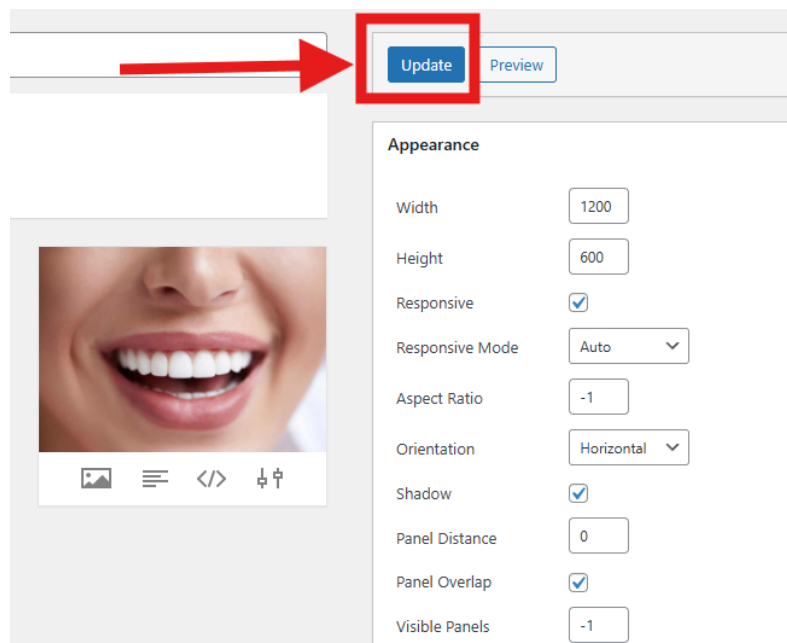 Update Preview
Appearance
Width 1200
Height 600
Responsive
Responsive Mode Auto
Aspect Ratio -1
Orientation Horizontal
Shadow
Panel Distance 0
Panel Overlap
Visible Panels -1